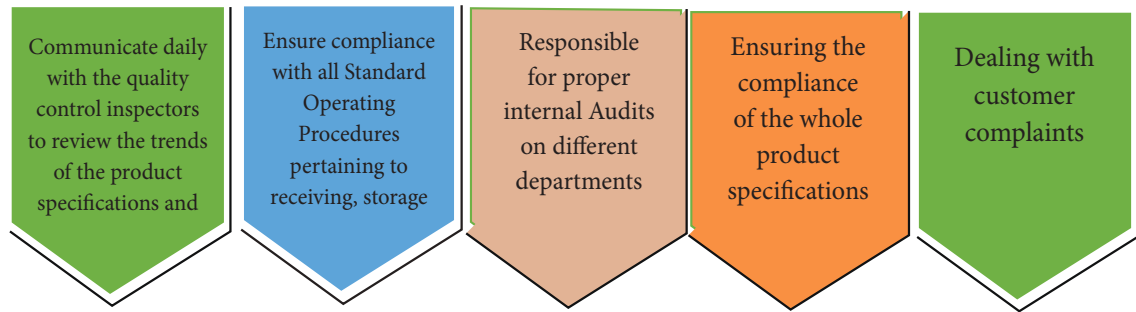 Communicate daily
with the quality
control inspectors
to review the trends
of the product
specifications and
Ensure compliance
with all Standard
Operating
Procedures
pertaining to
receiving, storage
Responsible
for proper
internal Audits
on different
departments
Ensuring the
compliance
of the whole
product
specifications
Dealing with
customer
complaints